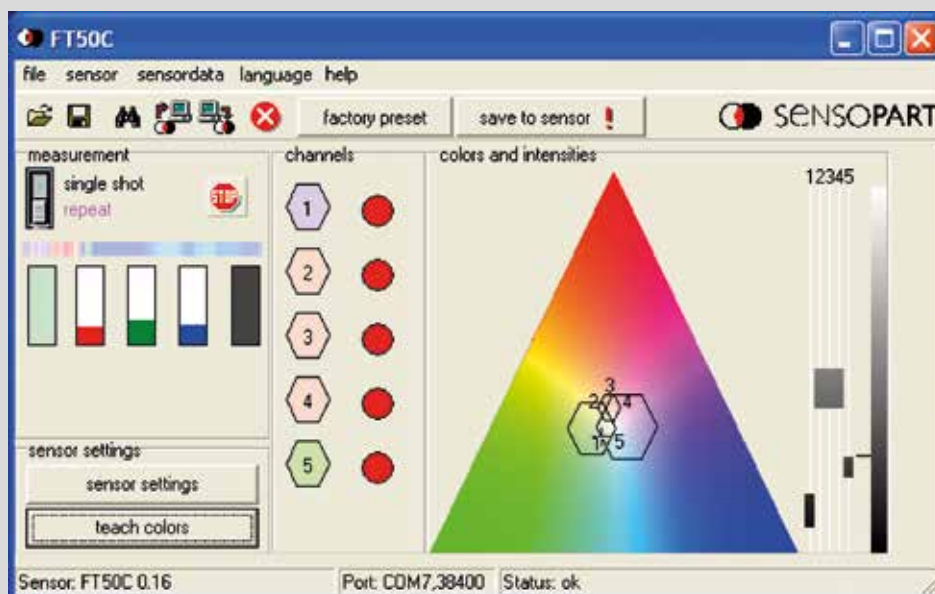 FT50C
file sensor sensordata language help
factory preset save to sensor ! SENSOPART
measurement channels colors and intensities
single shot
repeat
STOP
12345
1
2
3
4
5
3
2 4
1 5
sensor settings
sensor settings
teach colors
Sensor: FT50C 0.16 Port: COM7,38400 Status: ok